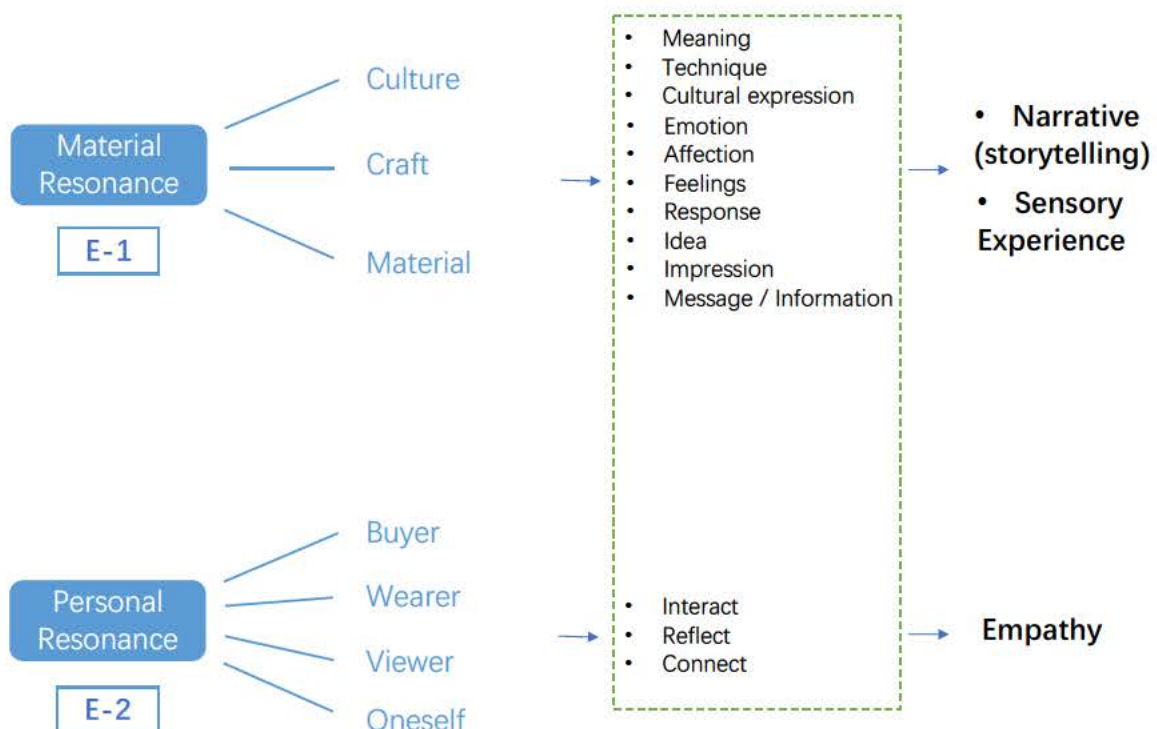 Material
Resonance
E-1
Culture
Craft
Material
• Meaning
• Technique
• Cultural expression
• Emotion
• Affection
• Feelings
• Response
• Idea
• Impression
• Message / Information
• Narrative
(storytelling)
• Sensory
Experience
Personal
Resonance
E-2
Buyer
Wearer
Viewer
Oneself
• Interact
• Reflect
• Connect
Empathy